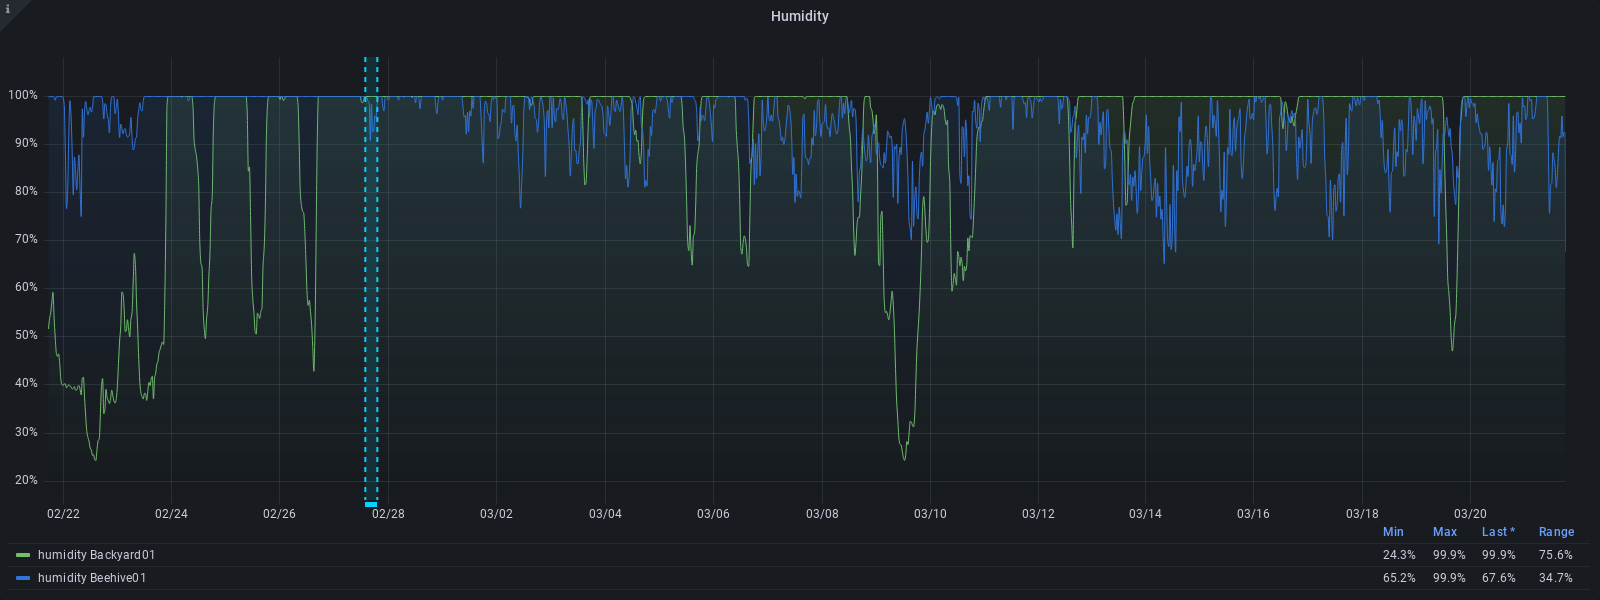 i
Humidity
100%
90%
80%
70%
60%
50%
40%
30%
20%
02/22 02/24 02/26 02/28 03/02 03/04 03/06 03/08 03/10 03/12 03/14 03/16 03/18 03/20
Min Max Last * Range
humidity Backyard01 24.3% 99.9% 99.9% 75.6%
humidity Beehive01 65.2% 99.9% 67.6% 34.7%